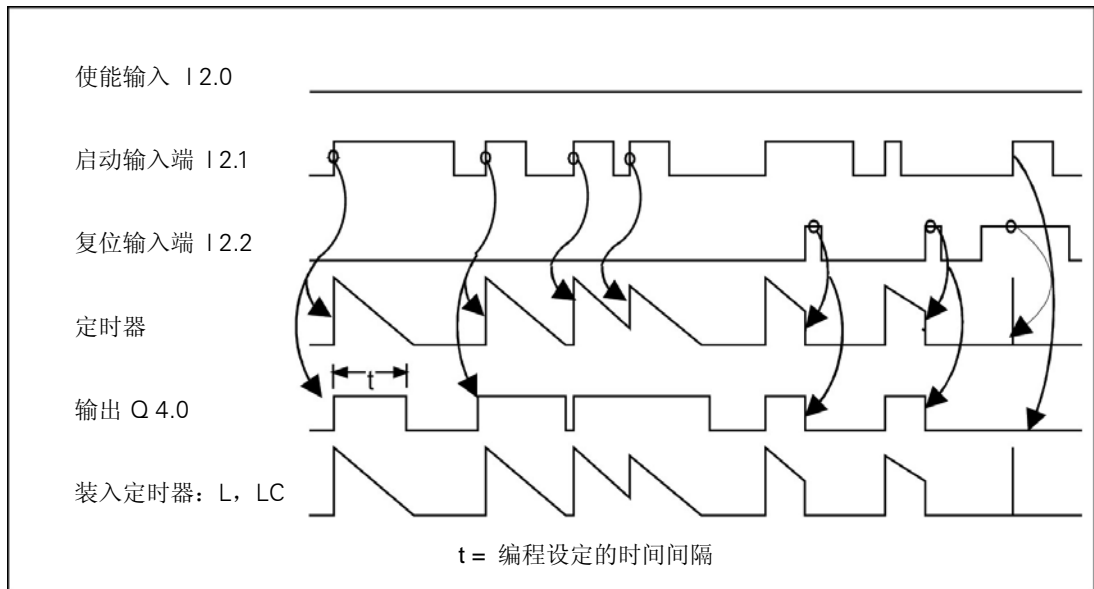 使能输入 I 2.0
启动输入端 I 2.1
复位输入端 I 2.2
定时器
t
输出 Q 4.0
装入定时器：L，LC
t = 编程设定的时间间隔